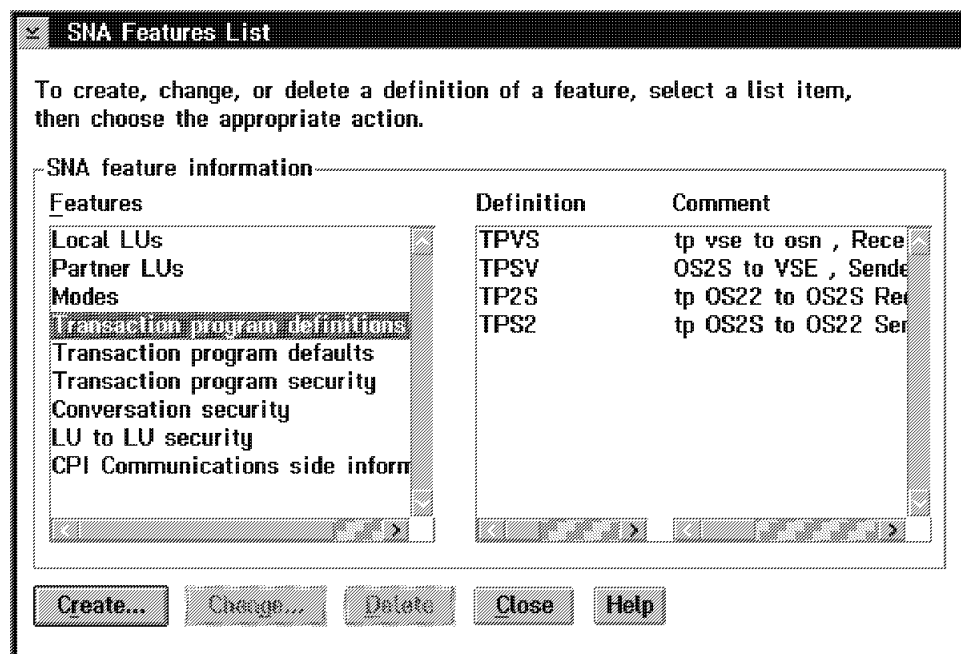 SNA Features List
To create, change, or delete a definition of a feature, select a list item,
then choose the appropriate action.
SNA feature information
Features
Local LUs
Partner LUs
Modes
Transaction program definitions
Transaction program defaults
Transaction program security
Conversation security
LU to LU security
CPI Communications side inform
Definition Comment
TPVS tp vse to osn , Rece
TPSV OS2S to VSE , Sende
TP2S tp OS22 to OS2S Rec
TPS2 tp OS2S to OS22 Sen
Create... Change... Delete Close Help